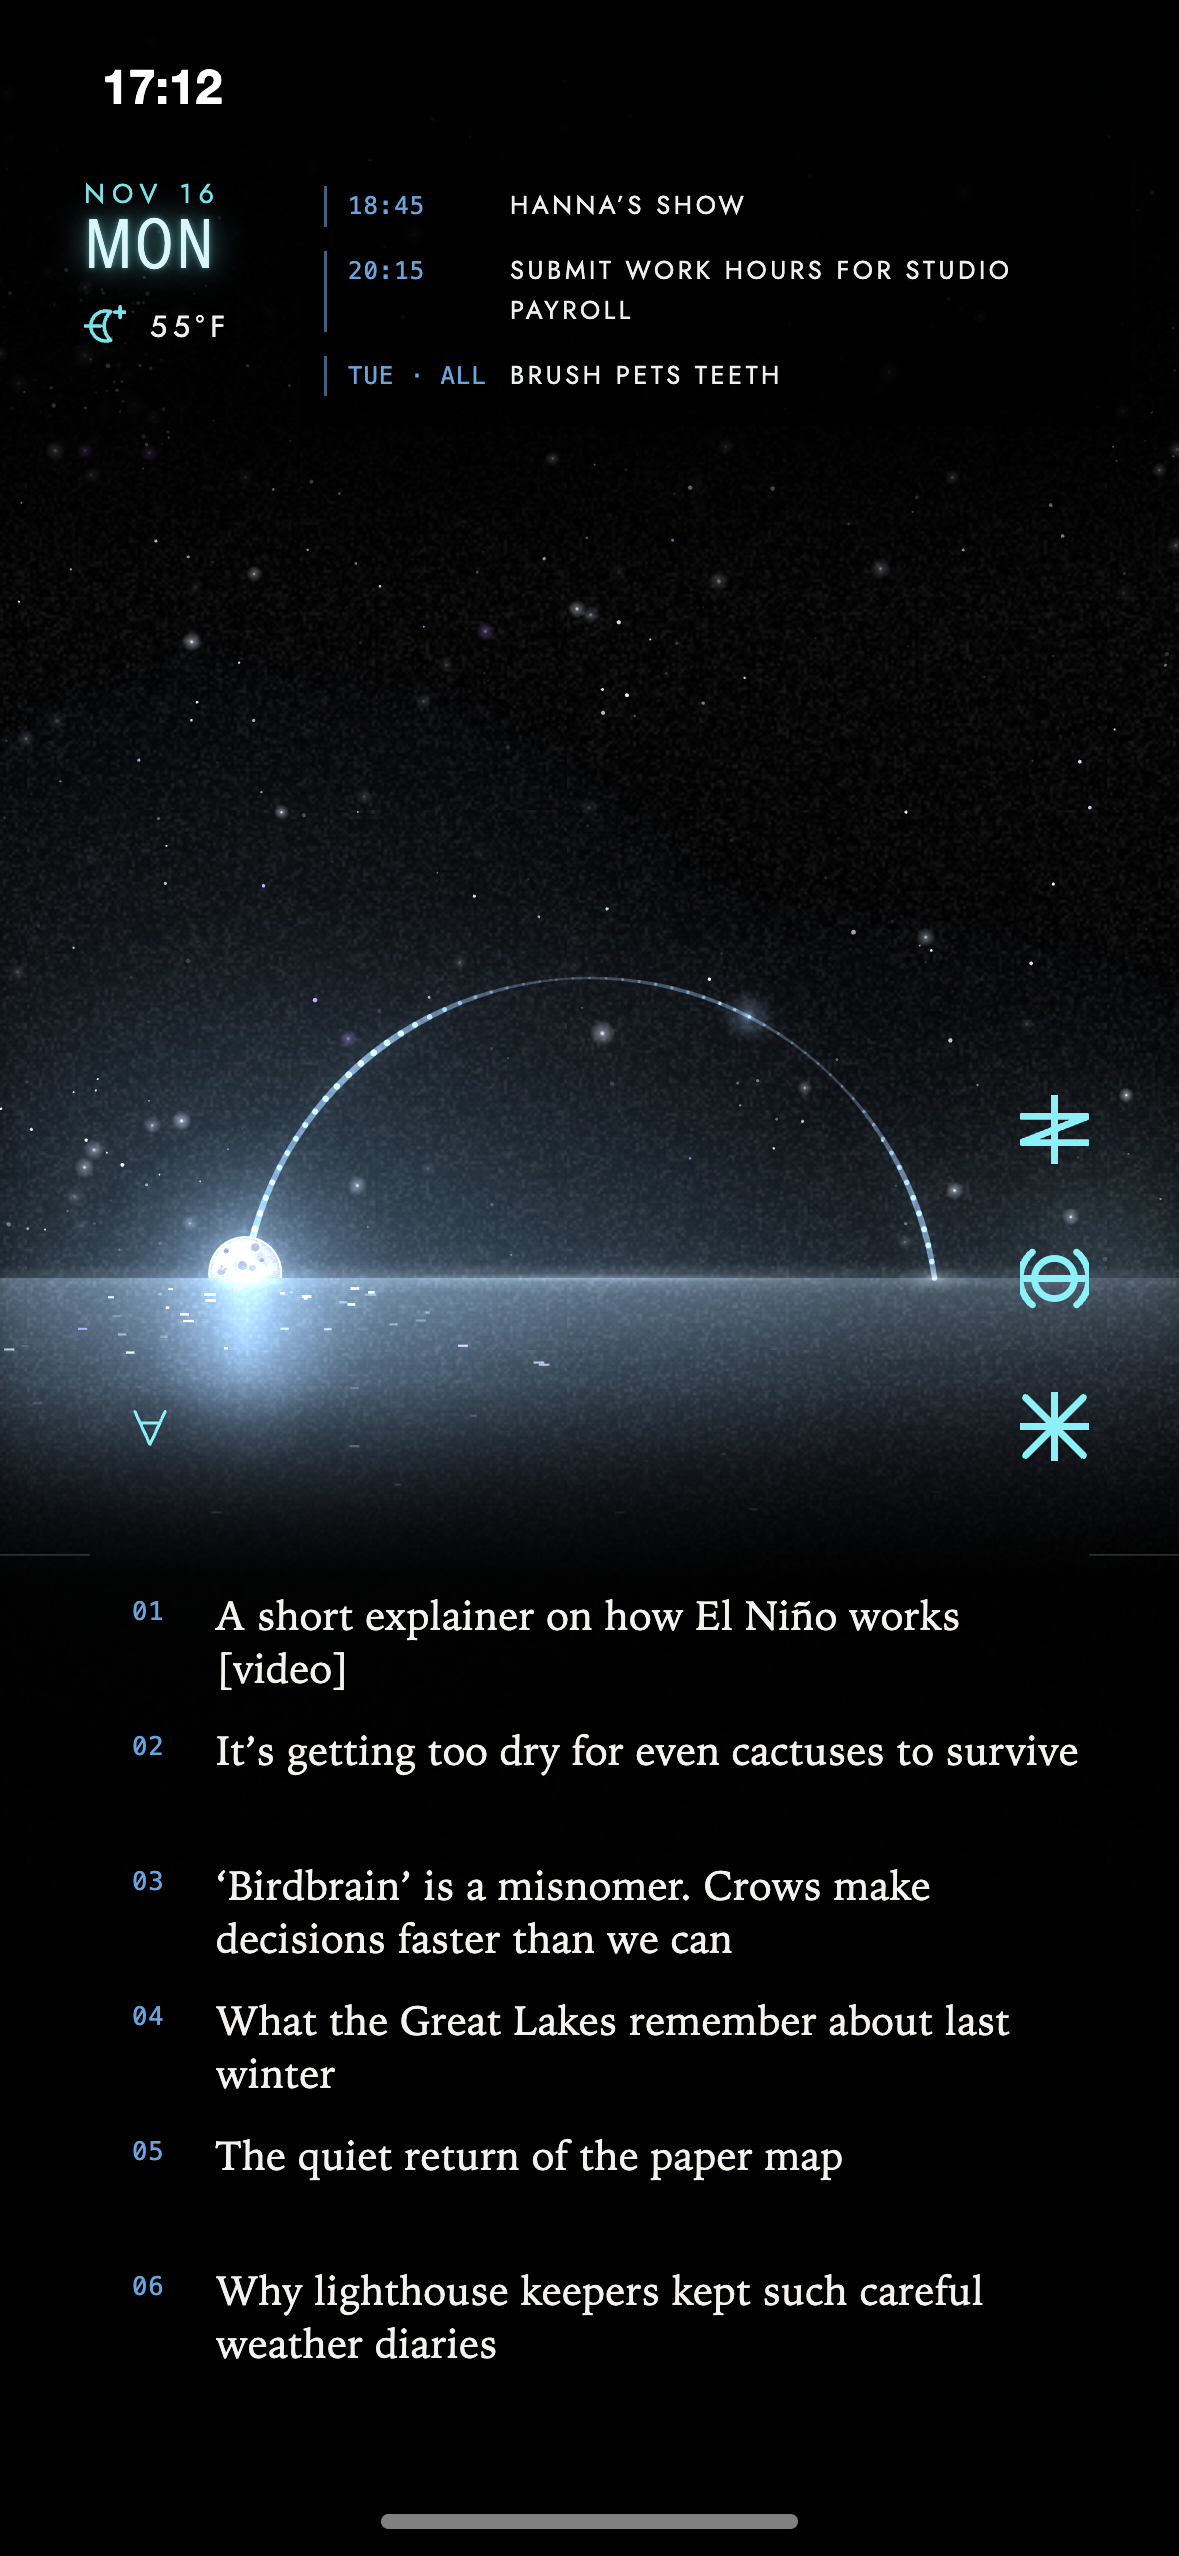 17:12
NOV 16
MON
55°F
18:45 HANNA’S SHOW
20:15 SUBMIT WORK HOURS FOR STUDIO
PAYROLL
TUE · ALL BRUSH PETS TEETH
01 A short explainer on how El Niño works
[video]
02 It’s getting too dry for even cactuses to survive
03 ‘Birdbrain’ is a misnomer. Crows make
decisions faster than we can
04 What the Great Lakes remember about last
winter
05 The quiet return of the paper map
06 Why lighthouse keepers kept such careful
weather diaries